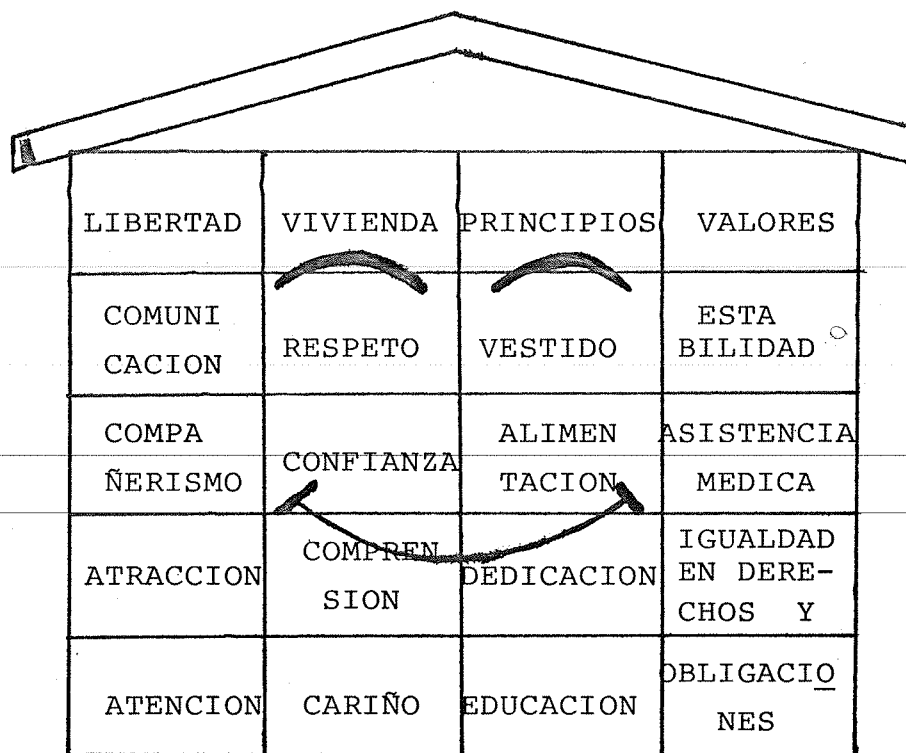 LIBERTAD VIVIENDA PRINCIPIOS VALORES
COMUNI
CACION
RESPETO
VESTIDO
ESTA
BILIDAD
COMPA
ÑERISMO
CONFIANZA
ALIMEN
TACION
ASISTENCIA
MEDICA
ATRACCION
COMPREN
SION
DEDICACION
IGUALDAD
EN DERE-
CHOS Y
ATENCION
CARIÑO
EDUCACION
OBLIGACIO
NES